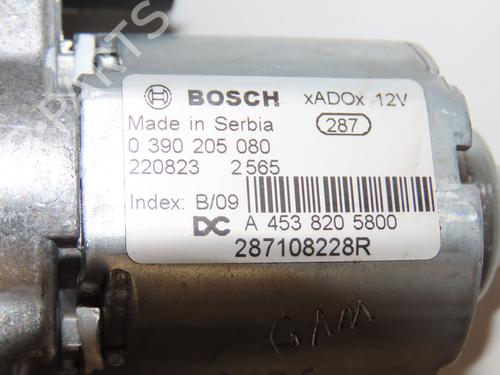 BOSCH xADOx 12V
Made in Serbia 287
0 390 205 080
220823 2565
Index: B/09
DC A 453 820 5800
287108228R
GAM